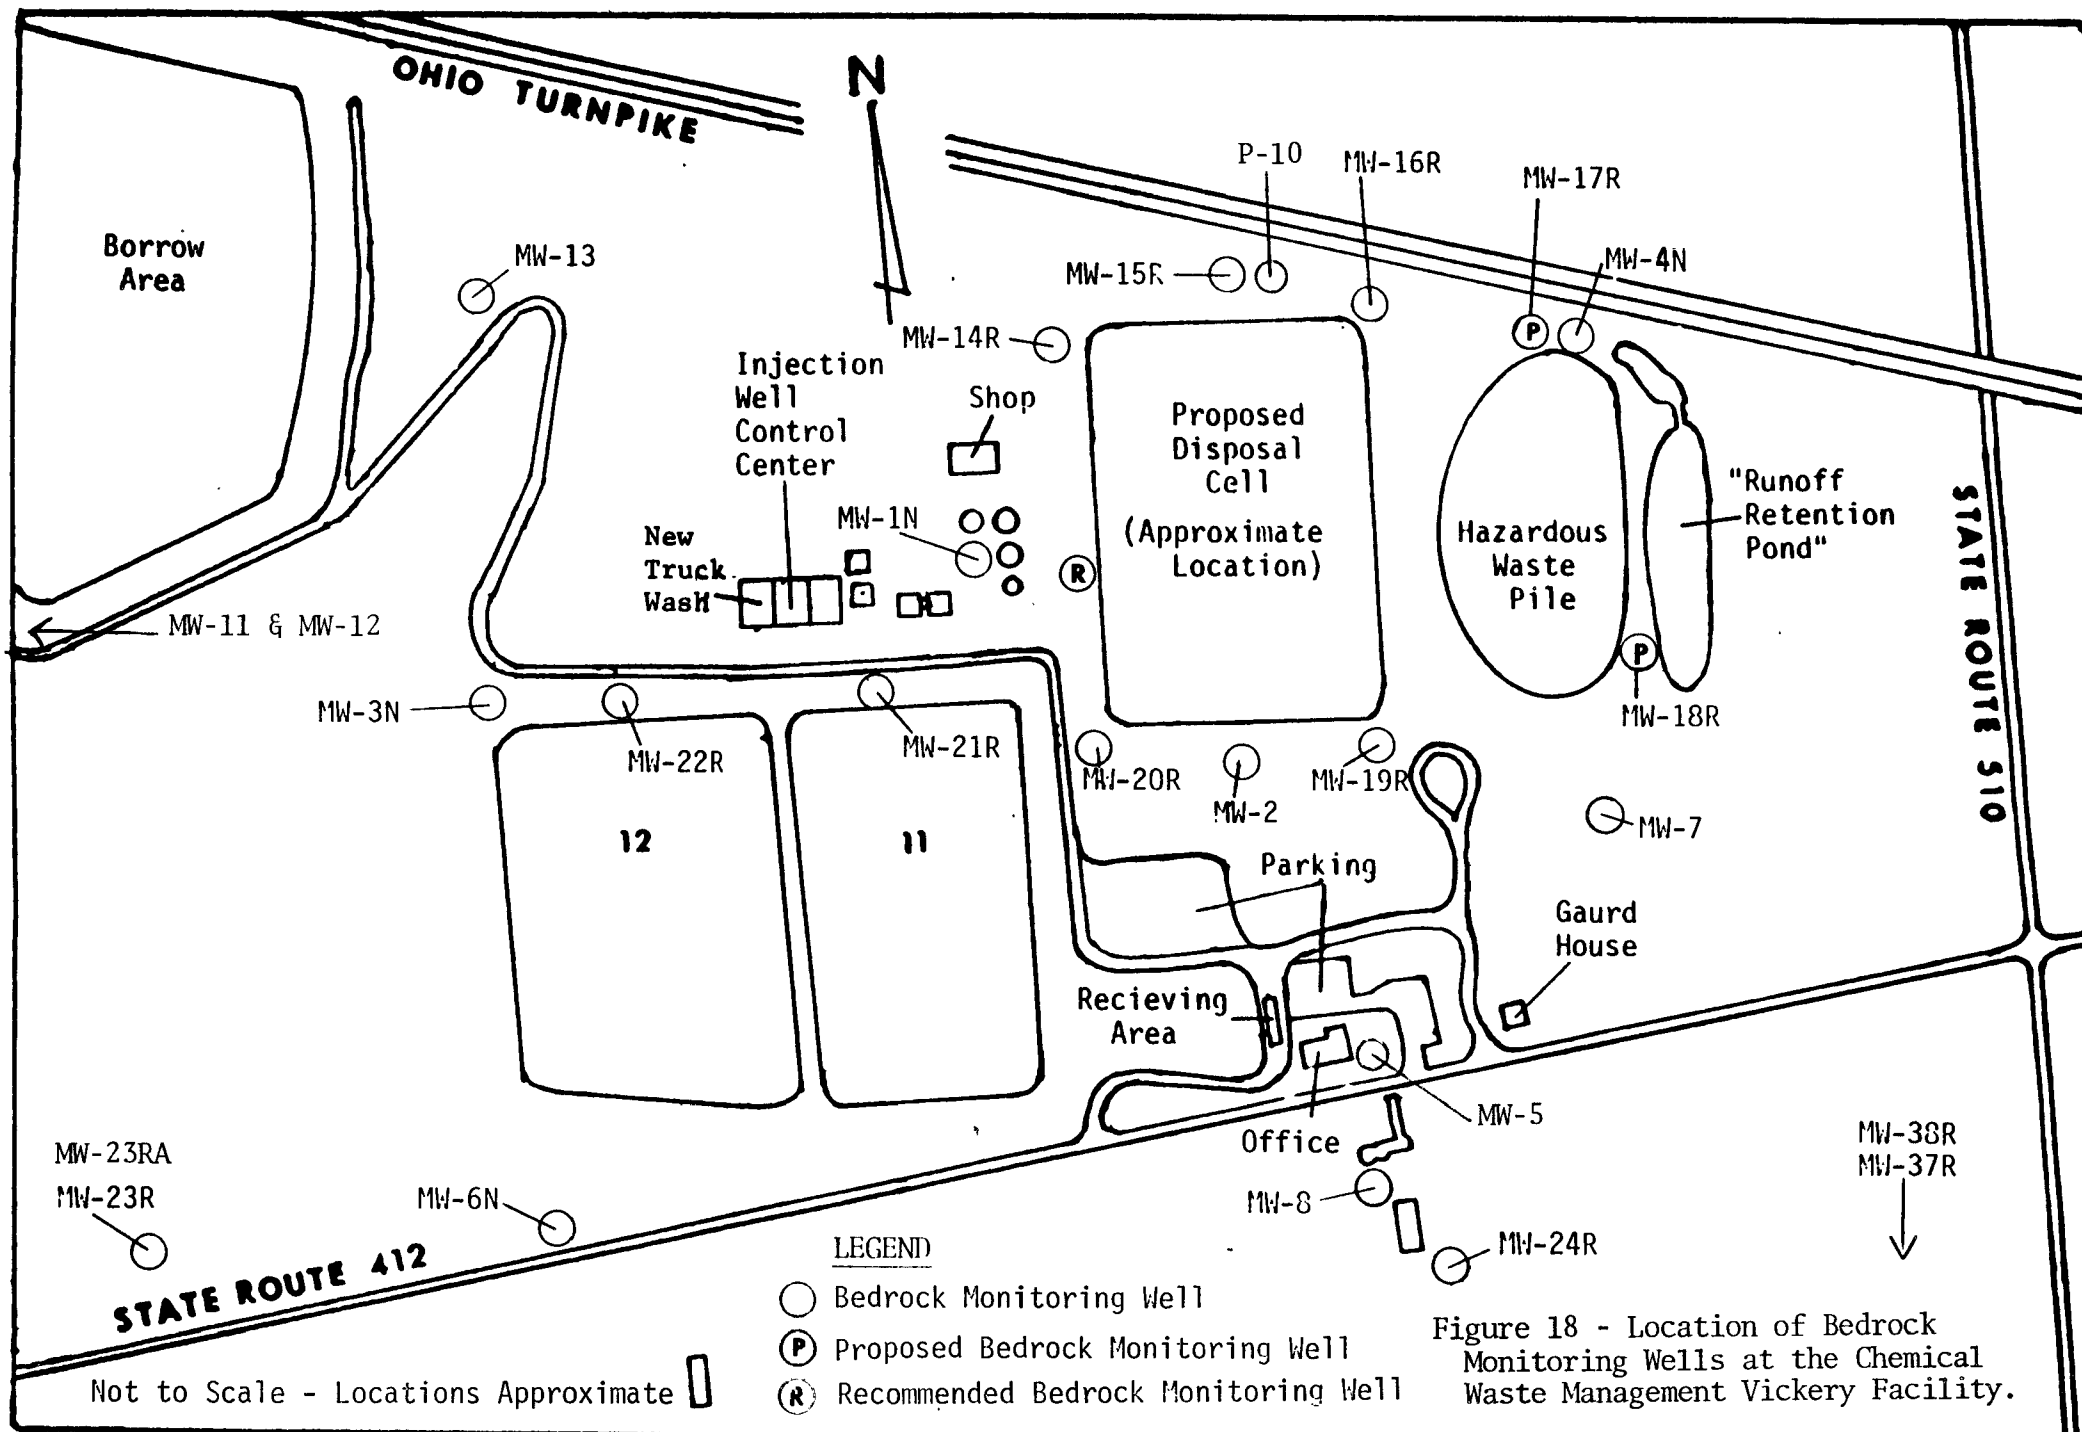 OHIO TURNPIKE
N
P-10
MW-16R
MW-17R
Borrow
Area
MW-13
MW-15R
MW-4N
MW-14R
Injection
Well
Control
Center
Shop
Proposed
Disposal
Cell
(Approximate
Location)
"Runoff
Retention
Pond"
Hazardous
Waste
Pile
STATE ROUTE 510
MW-1N
New
Truck
Wash
R
MW-11 & MW-12
P
P
MW-18R
MW-3N
MW-22R
MW-21R
MW-20R
MW-2
MW-19R
MW-7
12
11
Parking
Gaurd
House
Recieving
Area
Office
MW-5
MW-38R
MW-37R
MW-23RA
MW-23R
MW-6N
MW-8
MW-24R
STATE ROUTE 412
LEGEND
Bedrock Monitoring Well
P Proposed Bedrock Monitoring Well
R Recommended Bedrock Monitoring Well
Not to Scale - Locations Approximate
Figure 18 - Location of Bedrock
Monitoring Wells at the Chemical
Waste Management Vickery Facility.